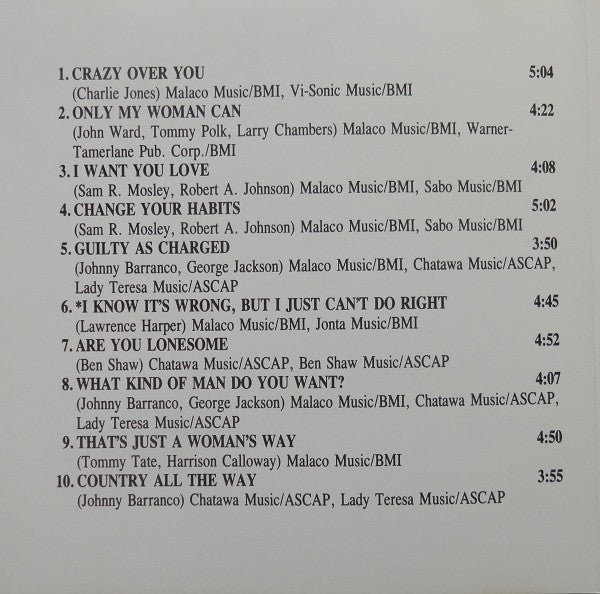 1. CRAZY OVER YOU 5:04
(Charlie Jones) Malaco Music/BMI, Vi-Sonic Music/BMI
2. ONLY MY WOMAN CAN 4:22
(John Ward, Tommy Polk, Larry Chambers) Malaco Music/BMI, Warner-
Tamerlane Pub. Corp./BMI
3. I WANT YOU LOVE 4:08
(Sam R. Mosley, Robert A. Johnson) Malaco Music/BMI, Sabo Music/BMI
4. CHANGE YOUR HABITS 5:02
(Sam R. Mosley, Robert A. Johnson) Malaco Music/BMI, Sabo Music/BMI
5. GUILTY AS CHARGED 3:50
(Johnny Barranco, George Jackson) Malaco Music/BMI, Chatawa Music/ASCAP,
Lady Teresa Music/ASCAP
6. *I KNOW IT'S WRONG, BUT I JUST CAN'T DO RIGHT 4:45
(Lawrence Harper) Malaco Music/BMI, Jonta Music/BMI
7. ARE YOU LONESOME 4:52
(Ben Shaw) Chatawa Music/ASCAP, Ben Shaw Music/ASCAP
8. WHAT KIND OF MAN DO YOU WANT? 4:07
(Johnny Barranco, George Jackson) Malaco Music/BMI, Chatawa Music/ASCAP,
Lady Teresa Music/ASCAP
9. THAT'S JUST A WOMAN'S WAY 4:50
(Tommy Tate, Harrison Calloway) Malaco Music/BMI
10. COUNTRY ALL THE WAY 3:55
(Johnny Barranco) Chatawa Music/ASCAP, Lady Teresa Music/ASCAP